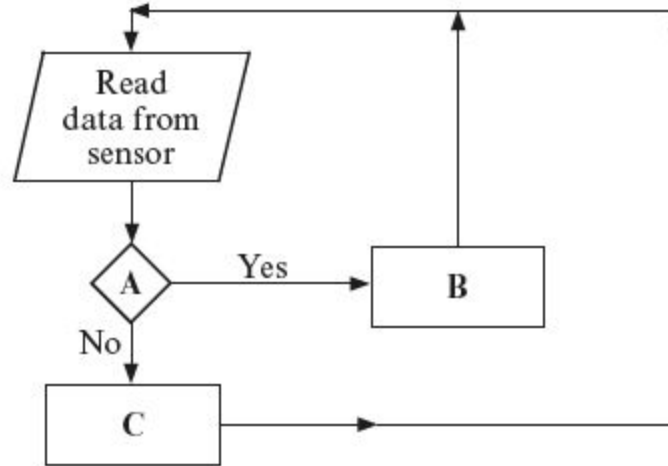 Read
data from
sensor
A
Yes
B
No
C